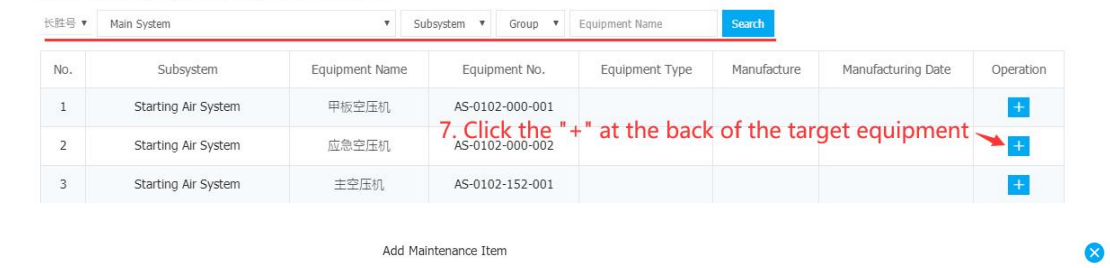 长胜号 Main System Subsystem Group Equipment Name Search
No. Subsystem Equipment Name Equipment No. Equipment Type Manufacture Manufacturing Date Operation
1 Starting Air System 甲板空压机 AS-0102-000-001 +
7. Click the "+" at the back of the target equipment
2 Starting Air System 应急空压机 AS-0102-000-002 +
3 Starting Air System 主空压机 AS-0102-152-001 +
Add Maintenance Item